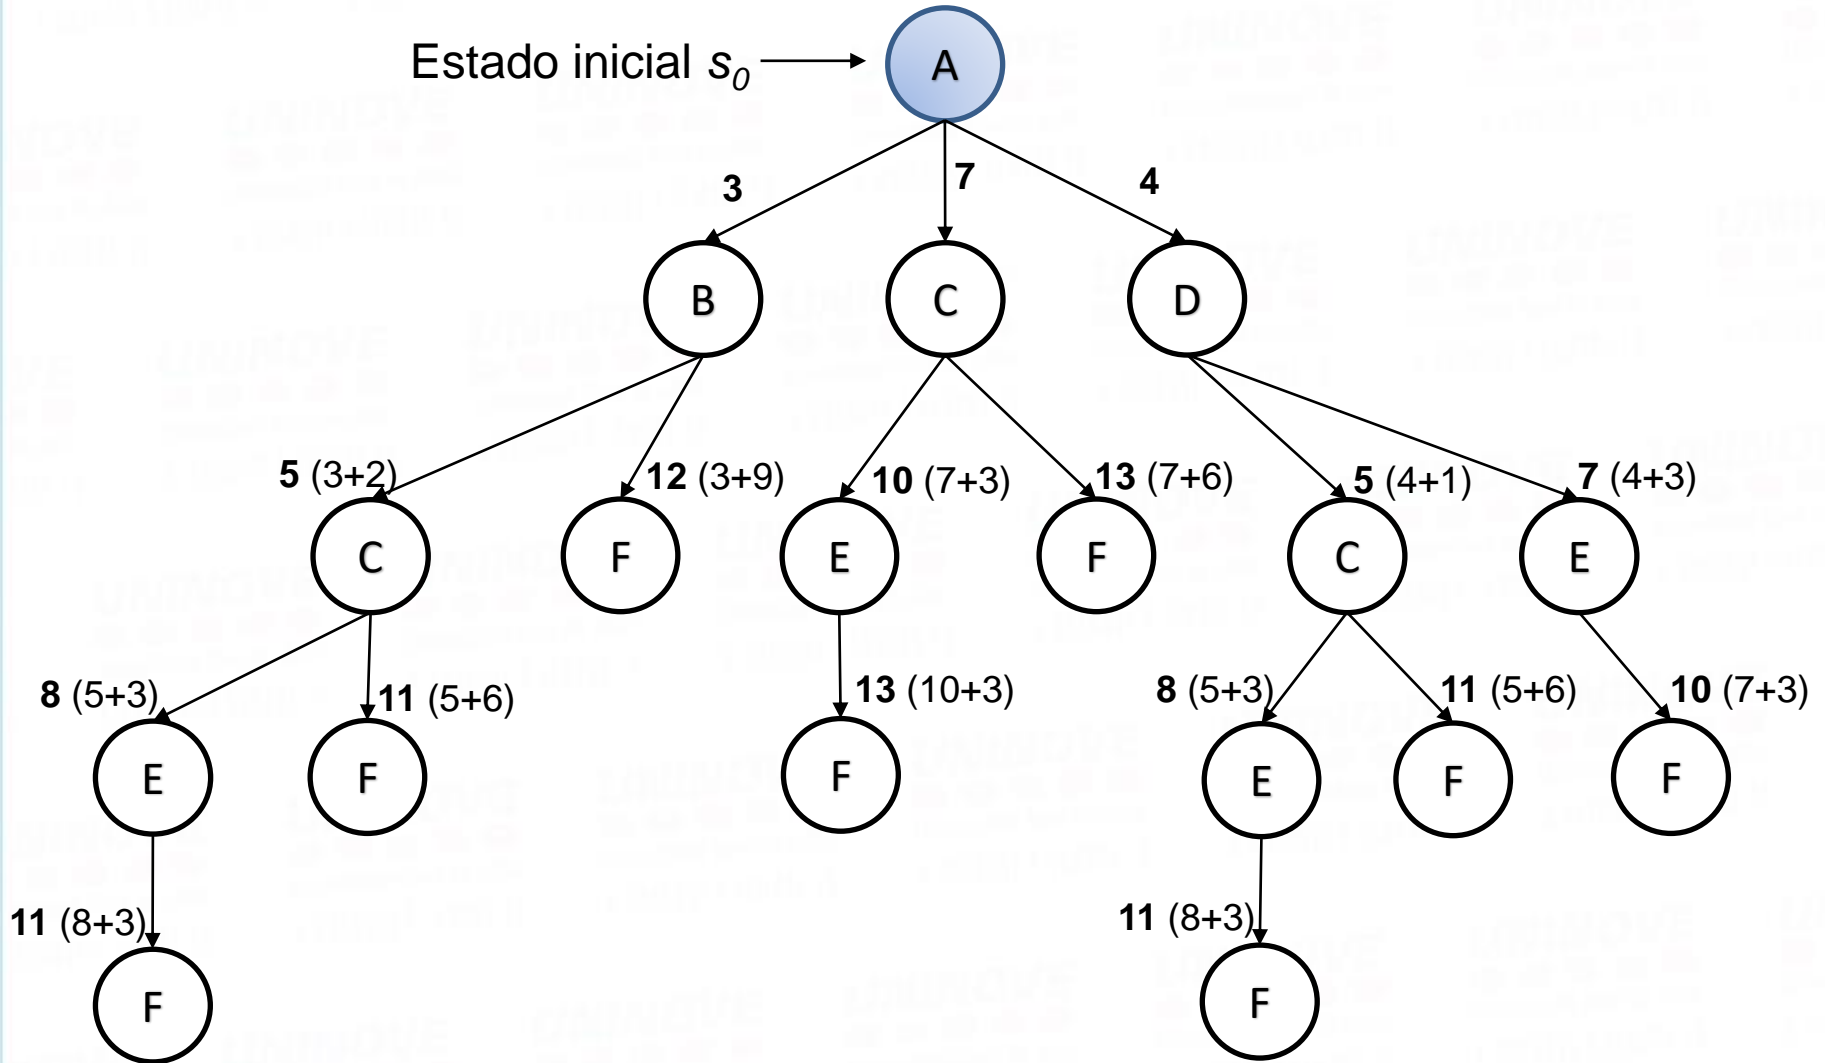 Estado inicial s0
A
3
7
4
B
C
D
5 (3+2)
12 (3+9)
10 (7+3)
13 (7+6)
5 (4+1)
7 (4+3)
C
F
E
F
C
E
8 (5+3)
11 (5+6)
13 (10+3)
8 (5+3)
11 (5+6)
10 (7+3)
E
F
F
E
F
F
11 (8+3)
11 (8+3)
F
F